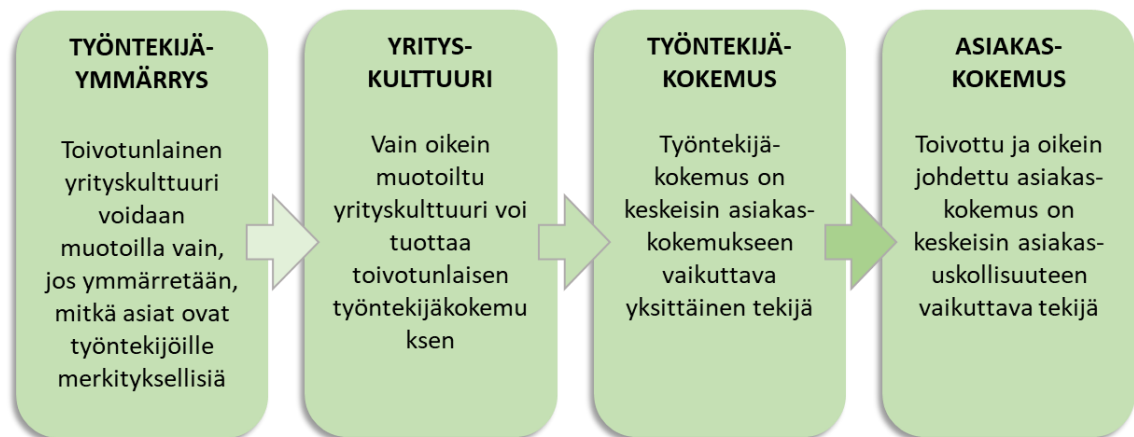 TYÖNTEKIJÄ-
YMMÄRRYS
Toivotunlainen
yrityskulttuuri
voidaan
muotoilla vain,
jos ymmärretään,
mitkä asiat ovat
työntekijöille
merkityksellisiä
YRITYS-
KULTTUURI
Vain oikein
muotoiltu
yrityskulttuuri voi
tuottaa
toivotunlaisen
työntekijäkokemu
ksen
TYÖNTEKIJÄ-
KOKEMUS
Työntekijä-
kokemus on
keskeisin asiakas-
kokemukseen
vaikuttava
yksittäinen tekijä
ASIAKAS-
KOKEMUS
Toivottu ja oikein
johdettu asiakas-
kokemus on
keskeisin asiakas-
uskollisuuteen
vaikuttava tekijä